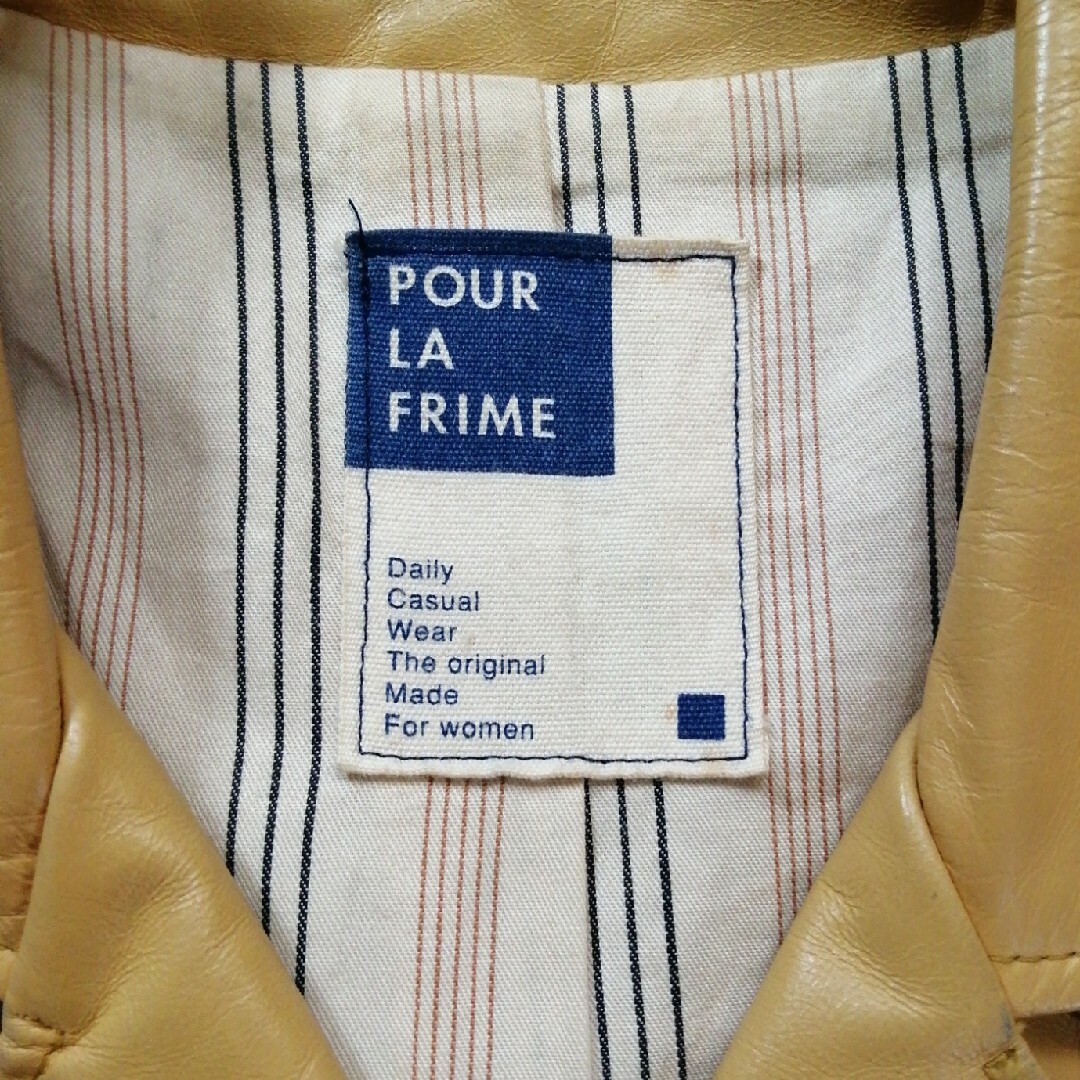 POUR
LA
FRIME
Daily
Casual
Wear
The original
Made
For women